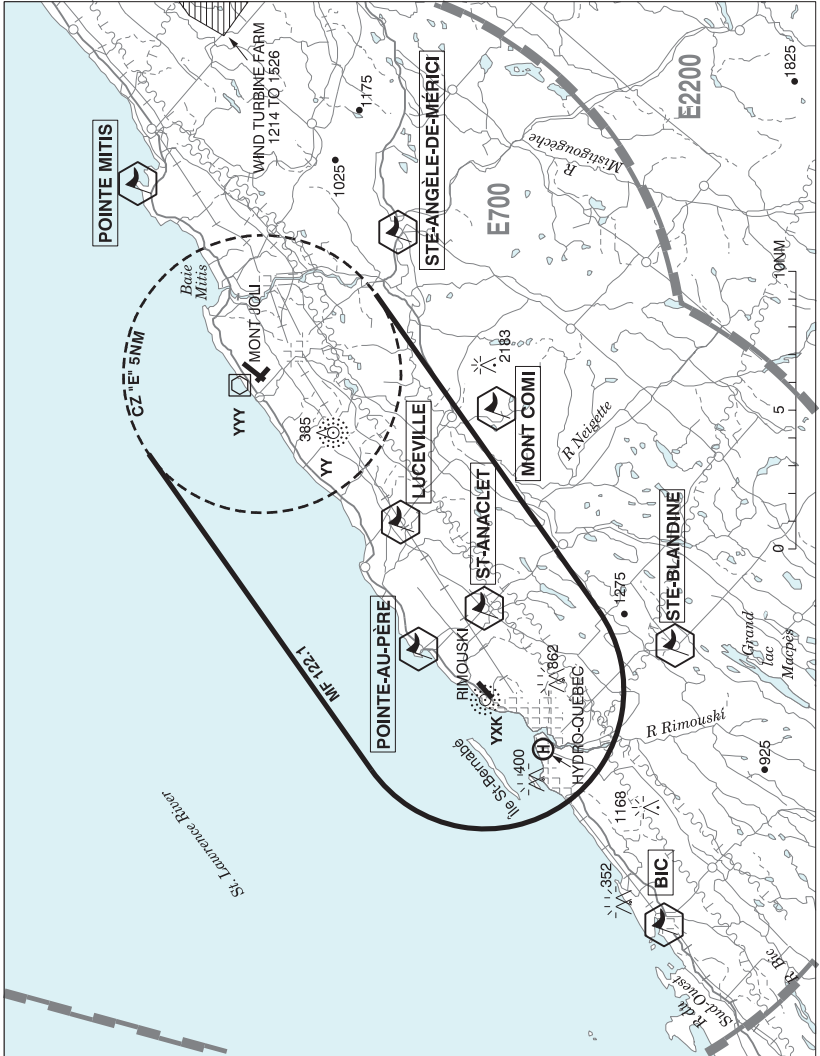 WIND TURBINE FARM
1214 TO 1526
1175
1025
1825
E2200
E700
R Mistigougèche
POINTE MITIS
STE-ANGÈLE-DE-MÉRICI
Baie
Mitis
CZ "E" 5NM
MONT JOLI
YYY
385
YY
2183
LUCEVILLE
MONT COMI
R Neigette
10NM
5
0
ST-ANACLET
STE-BLANDINE
1275
POINTE-AU-PÈRE
RIMOUSKI
YXK
862
MF 122.1
Île St-Bernabé
400
H
HYDRO-QUÉBEC
R Rimouski
Grand
lac
Macpès
925
St. Lawrence River
1168
352
BIC
R Bic
R du
Sud-Ouest